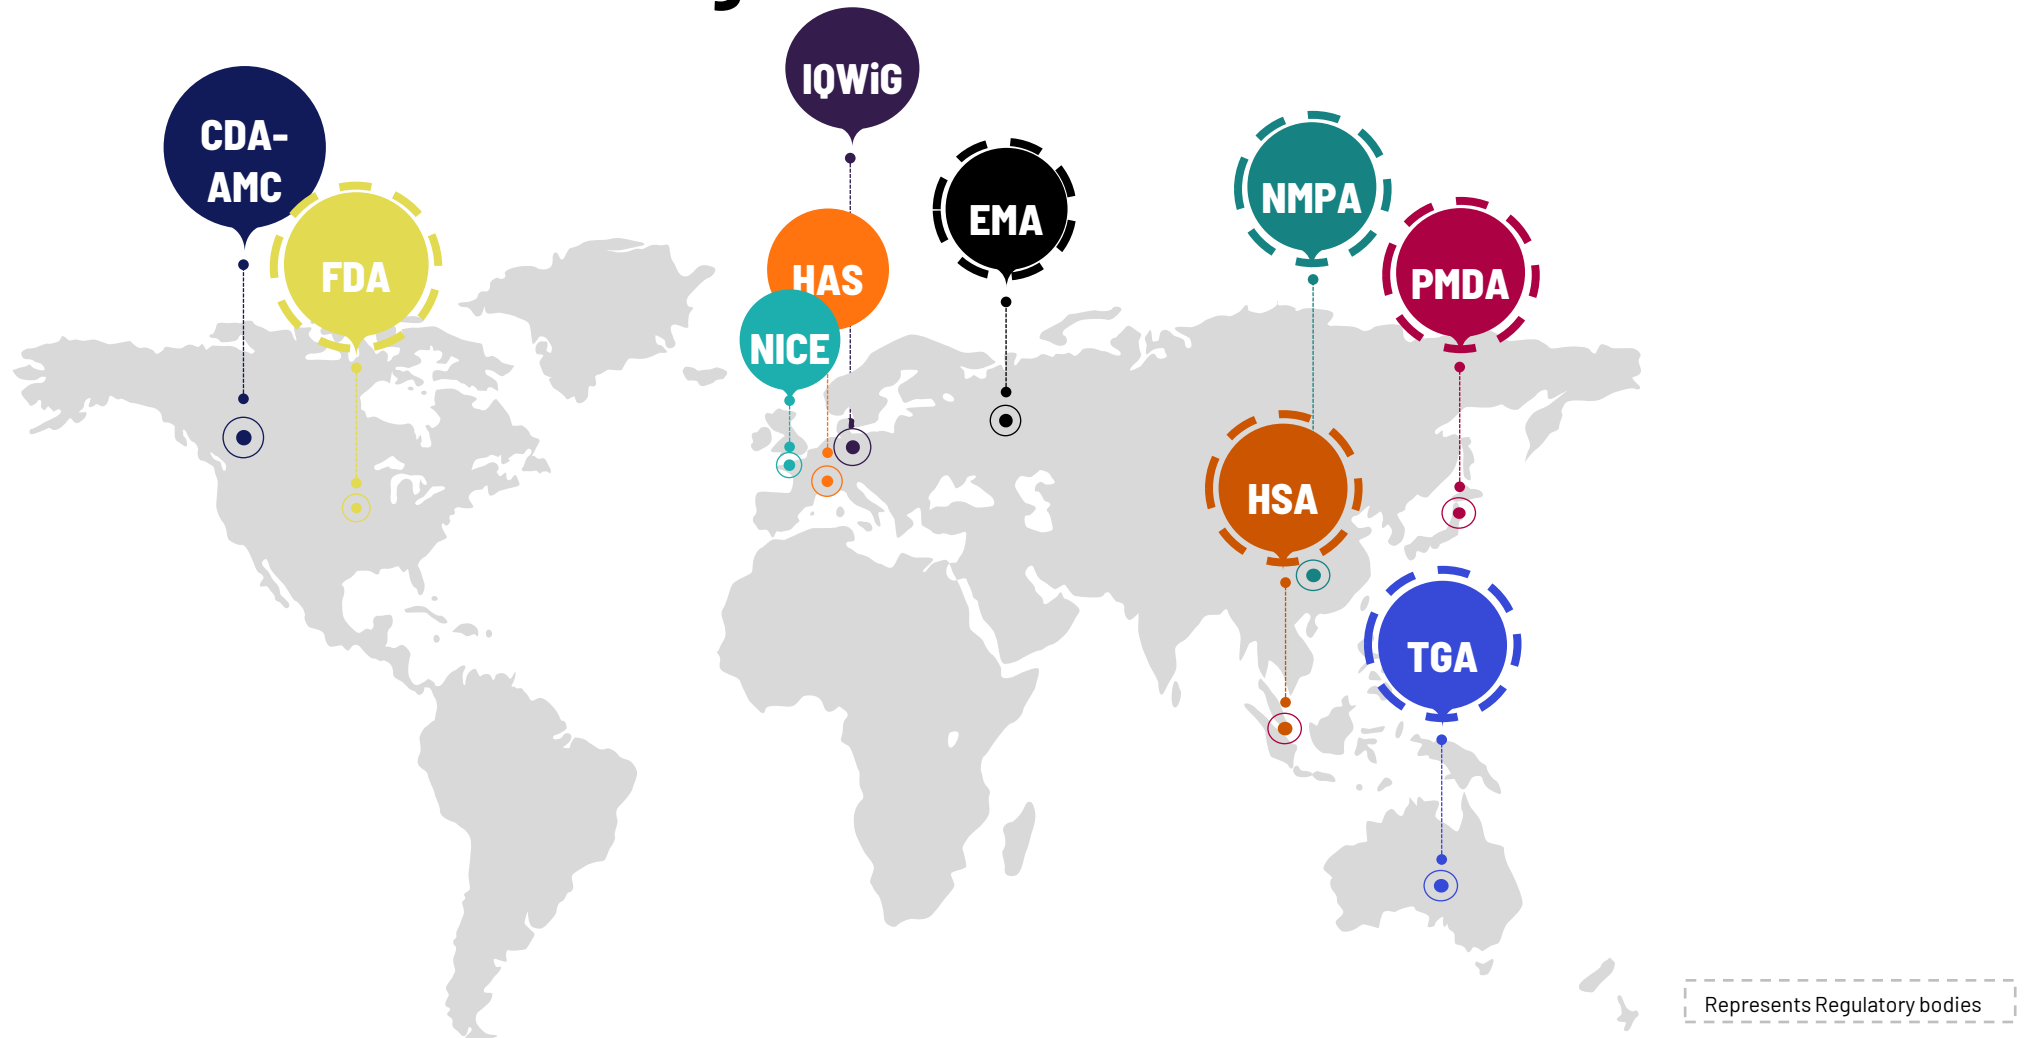 IQWiG
CDA-
AMC
FDA
HAS
NICE
EMA
NMPA
PMDA
HSA
TGA
Represents Regulatory bodies